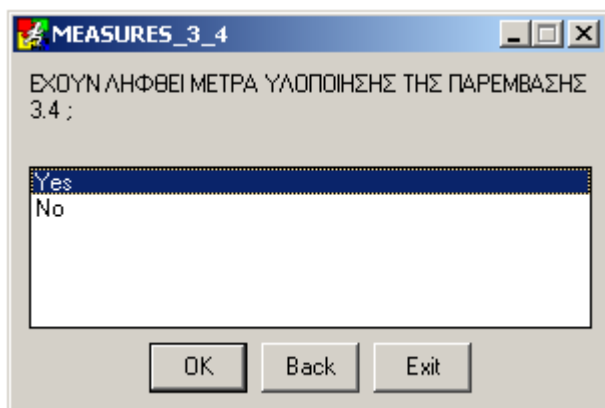 MEASURES_3_4
ΕΧΟΥΝ ΛΗΦΘΕΙ ΜΕΤΡΑ ΥΛΟΠΟΙΗΣΗΣ ΤΗΣ ΠΑΡΕΜΒΑΣΗΣ
3.4 ;
Yes
No
OK Back Exit